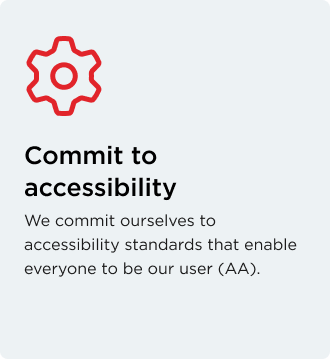 Commit to
accessibility
We commit ourselves to
accessibility standards that enable
everyone to be our user (AA).